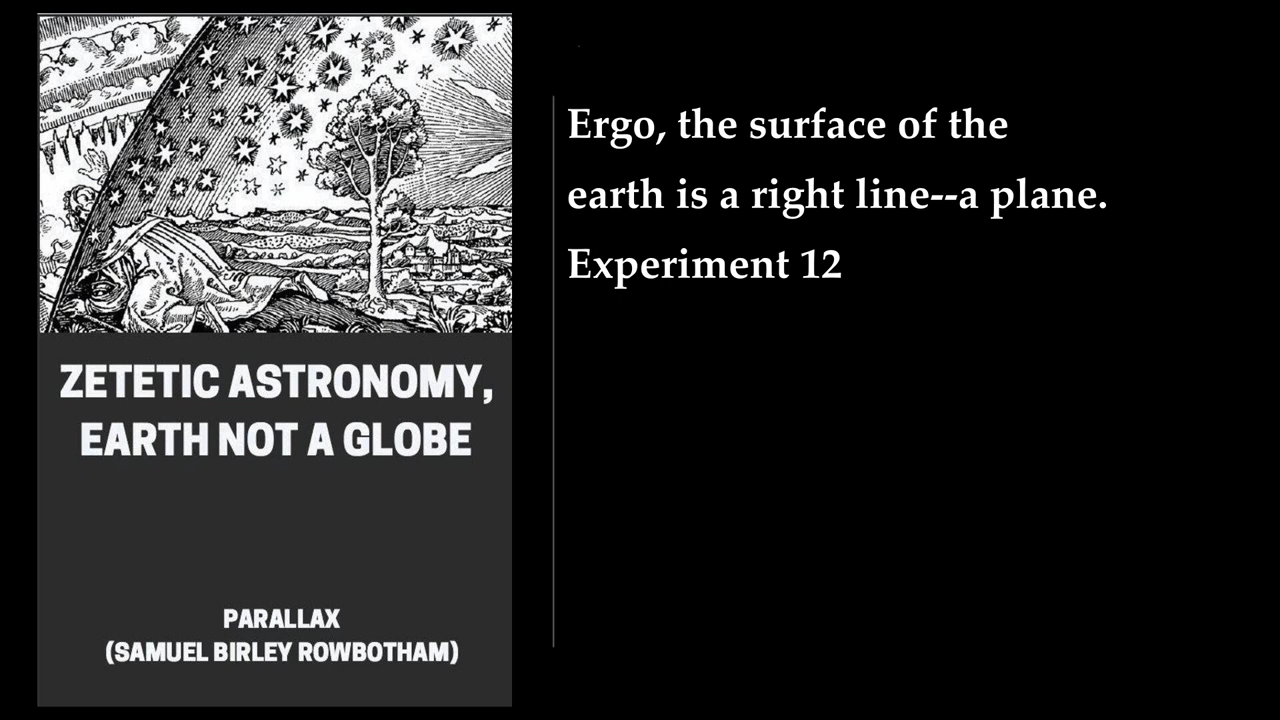 ZETETIC ASTRONOMY,
EARTH NOT A GLOBE
PARALLAX
(SAMUEL BIRLEY ROWBOTHAM)
Ergo, the surface of the
earth is a right line--a plane.
Experiment 12